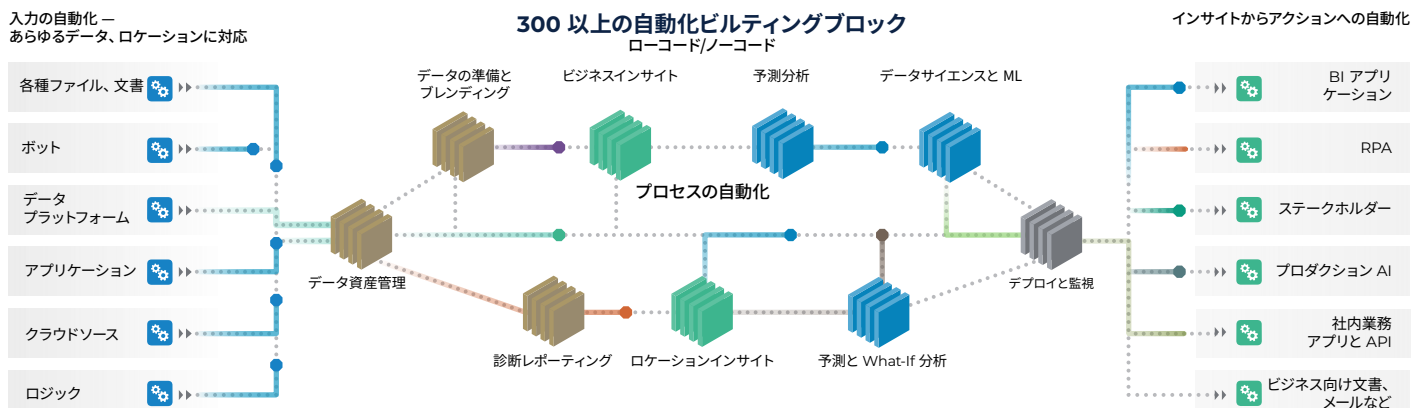 入力の自動化 —
あらゆるデータ、ロケーションに対応
各種ファイル、文書
ボット
データ
プラットフォーム
アプリケーション
クラウドソース
ロジック
300 以上の自動化ビルティングブロック
ローコード/ノーコード
データの準備と
ブレンディング
ビジネスインサイト
予測分析
データサイエンスと ML
プロセスの自動化
データ資産管理
デプロイと監視
診断レポーティング
ロケーションインサイト
予測と What-If 分析
インサイトからアクションへの自動化
BI アプリ
ケーション
RPA
ステークホルダー
プロダクション AI
社内業務
アプリと API
ビジネス向け文書、
メールなど